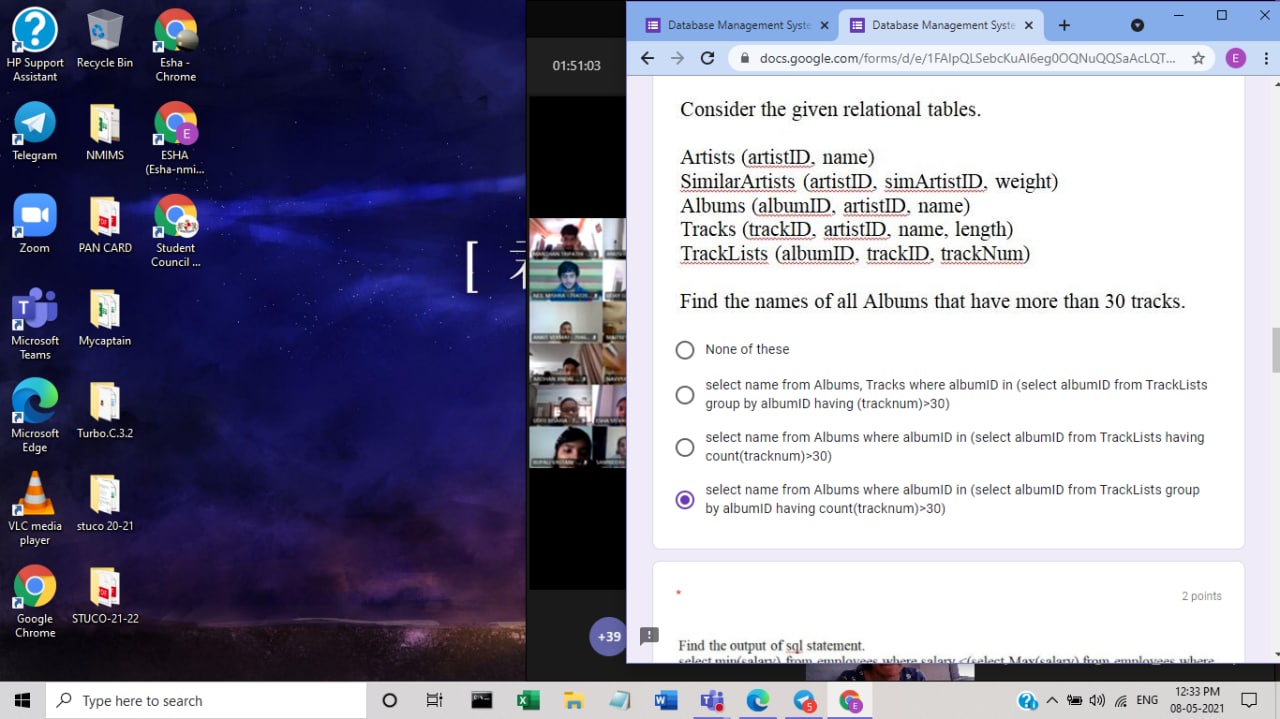 HP Support
Assistant
Recycle Bin
Esha -
Chrome
Telegram
NMIMS
ESHA
(Esha-nmi...
Zoom
PAN CARD
Student
Council ...
Microsoft
Teams
Mycaptain
Microsoft
Edge
Turbo.C.3.2
VLC media
player
stuco 20-21
Google
Chrome
STUCO-21-22
[
01:51:03
+39
Database Management Syste
Database Management Syste
docs.google.com/forms/d/e/1FAIpQLSebcKuAI6eg0OQNuQQSaAcLQT...
E
Consider the given relational tables.
Artists (artistID, name)
SimilarArtists (artistID, simArtistID, weight)
Albums (albumID, artistID, name)
Tracks (trackID, artistID, name, length)
TrackLists (albumID, trackID, trackNum)
Find the names of all Albums that have more than 30 tracks.
None of these
select name from Albums, Tracks where albumID in (select albumID from TrackLists
group by albumID having (tracknum)>30)
select name from Albums where albumID in (select albumID from TrackLists having
count(tracknum)>30)
select name from Albums where albumID in (select albumID from TrackLists group
by albumID having count(tracknum)>30)
*
2 points
Find the output of sql statement.
select min(salary) from employees where salary <(select Max(salary) from employees where
Type here to search
ENG
12:33 PM
08-05-2021